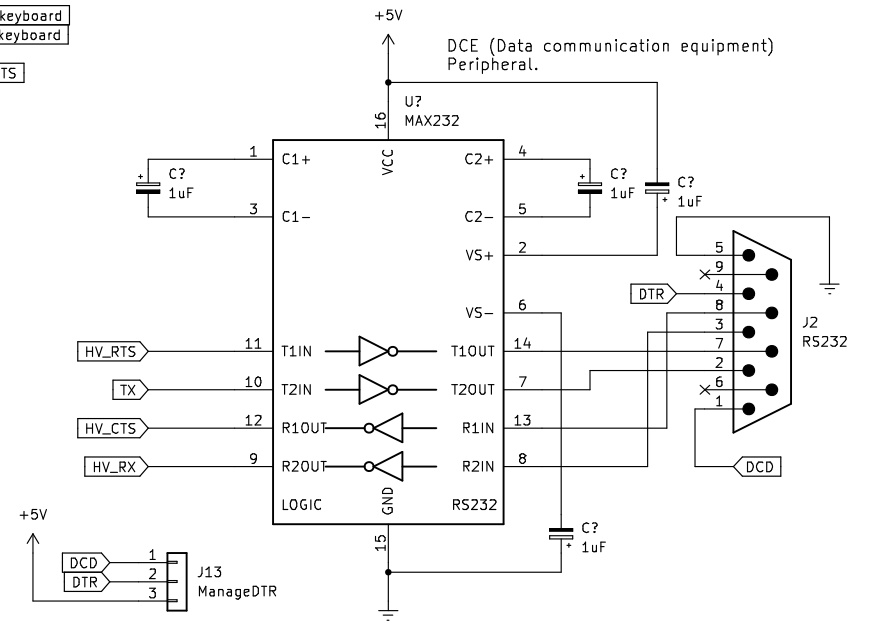 keyboard
keyboard
TS
+5V
DCE (Data communication equipment)
Peripheral.
U?
MAX232
16
VCC
1
C1+
C2+
4
C?
1uF
C?
1uF
C?
1uF
3
C1-
C2-
5
VS+
2
5
9
DTR
4
8
VS-
6
3
J2
RS232
HV_RTS
11
T1IN
T1OUT
14
7
2
TX
10
T2IN
T2OUT
7
6
1
HV_CTS
12
R1OUT
R1IN
13
HV_RX
9
R2OUT
R2IN
8
DCD
GND
LOGIC
RS232
+5V
15
C?
1uF
DCD
1
DTR
2
3
J13
ManageDTR